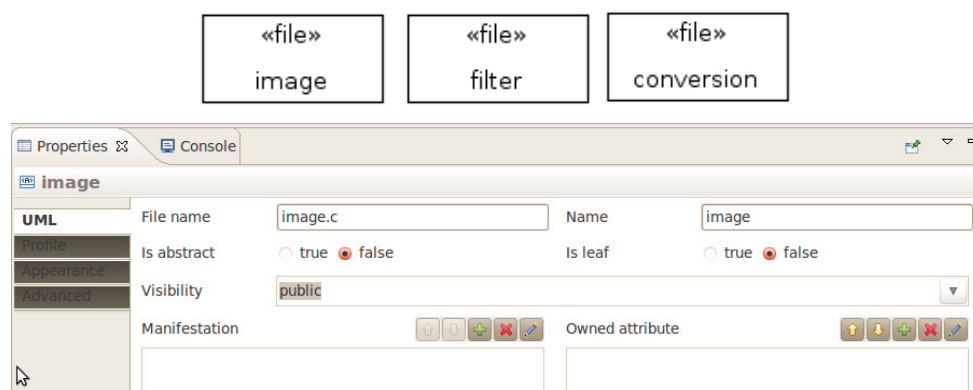 «file» «file» «file»
image filter conversion
Properties Console
image
UML File name image.c Name image
Profile Is abstract true false Is leaf true false
Appearance
Advanced Visibility public
Manifestation Owned attribute